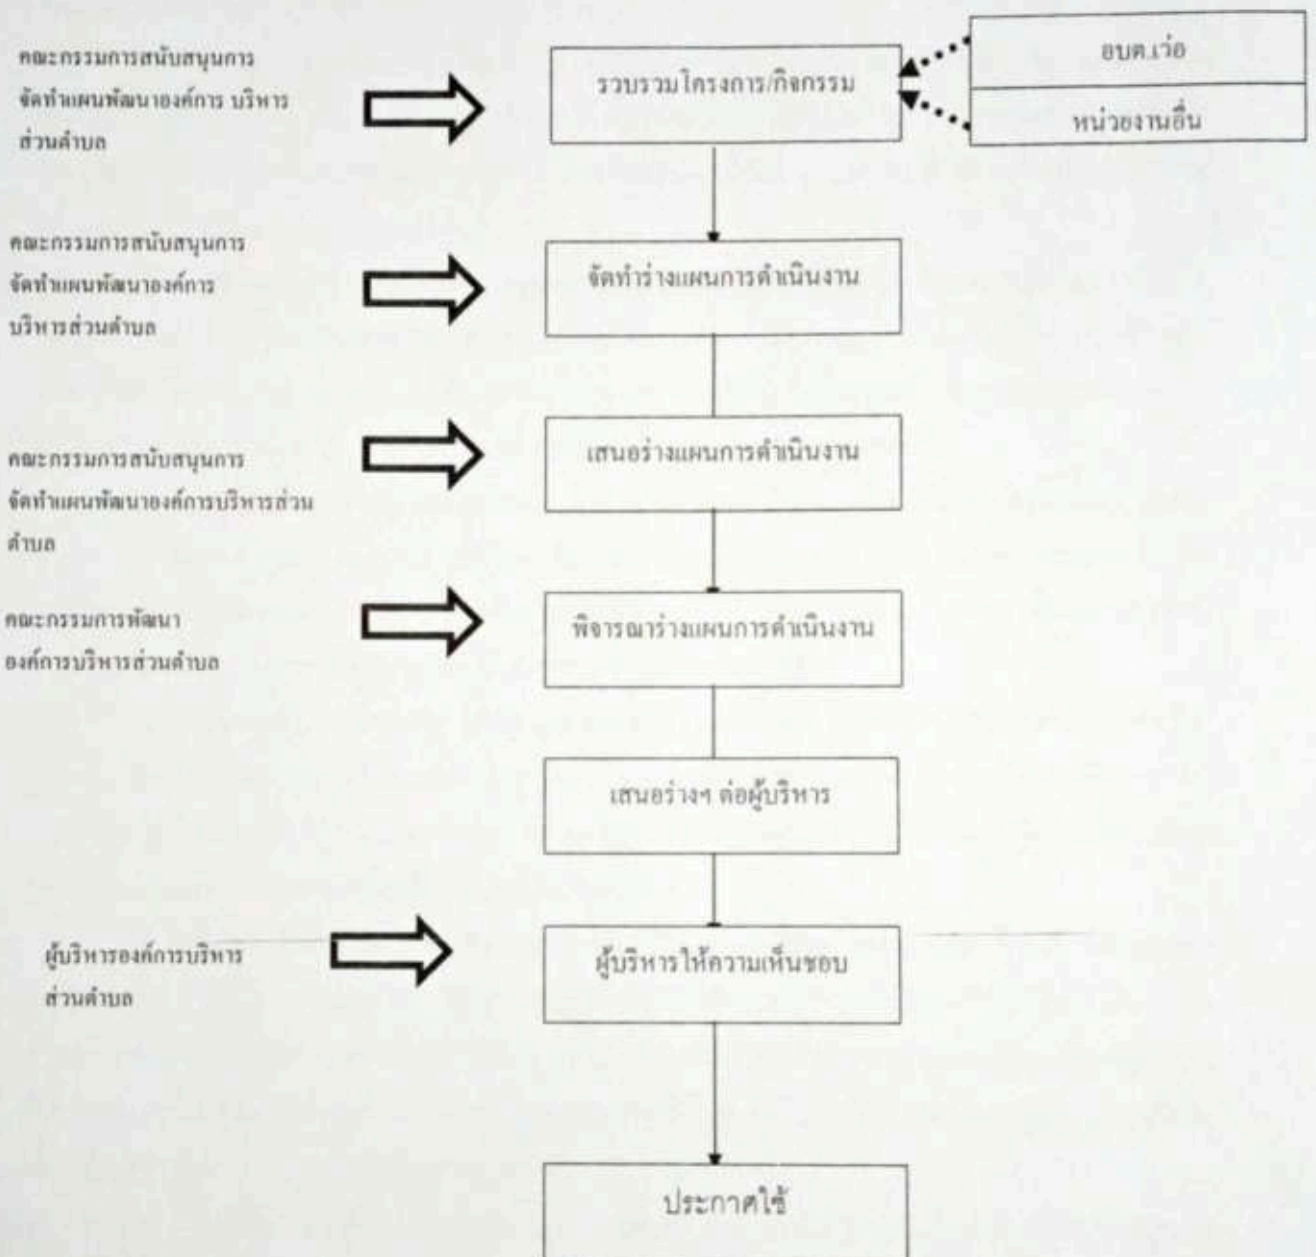 คณะกรรมการสนับสนุนการ
จัดทำแผนพัฒนาองค์การ บริหาร
ส่วนตำบล
รวบรวมโครงการ/กิจกรรม
อบต.เว่อ
หน่วยงานอื่น
คณะกรรมการสนับสนุนการ
จัดทำแผนพัฒนาองค์การ
บริหารส่วนตำบล
จัดทำร่างแผนการดำเนินงาน
คณะกรรมการสนับสนุนการ
จัดทำแผนพัฒนาองค์การบริหารส่วน
ตำบล
เสนอร่างแผนการดำเนินงาน
คณะกรรมการพัฒนา
องค์การบริหารส่วนตำบล
พิจารณาร่างแผนการดำเนินงาน
เสนอร่างฯ ต่อผู้บริหาร
ผู้บริหารองค์การบริหาร
ส่วนตำบล
ผู้บริหารให้ความเห็นชอบ
ประกาศใช้